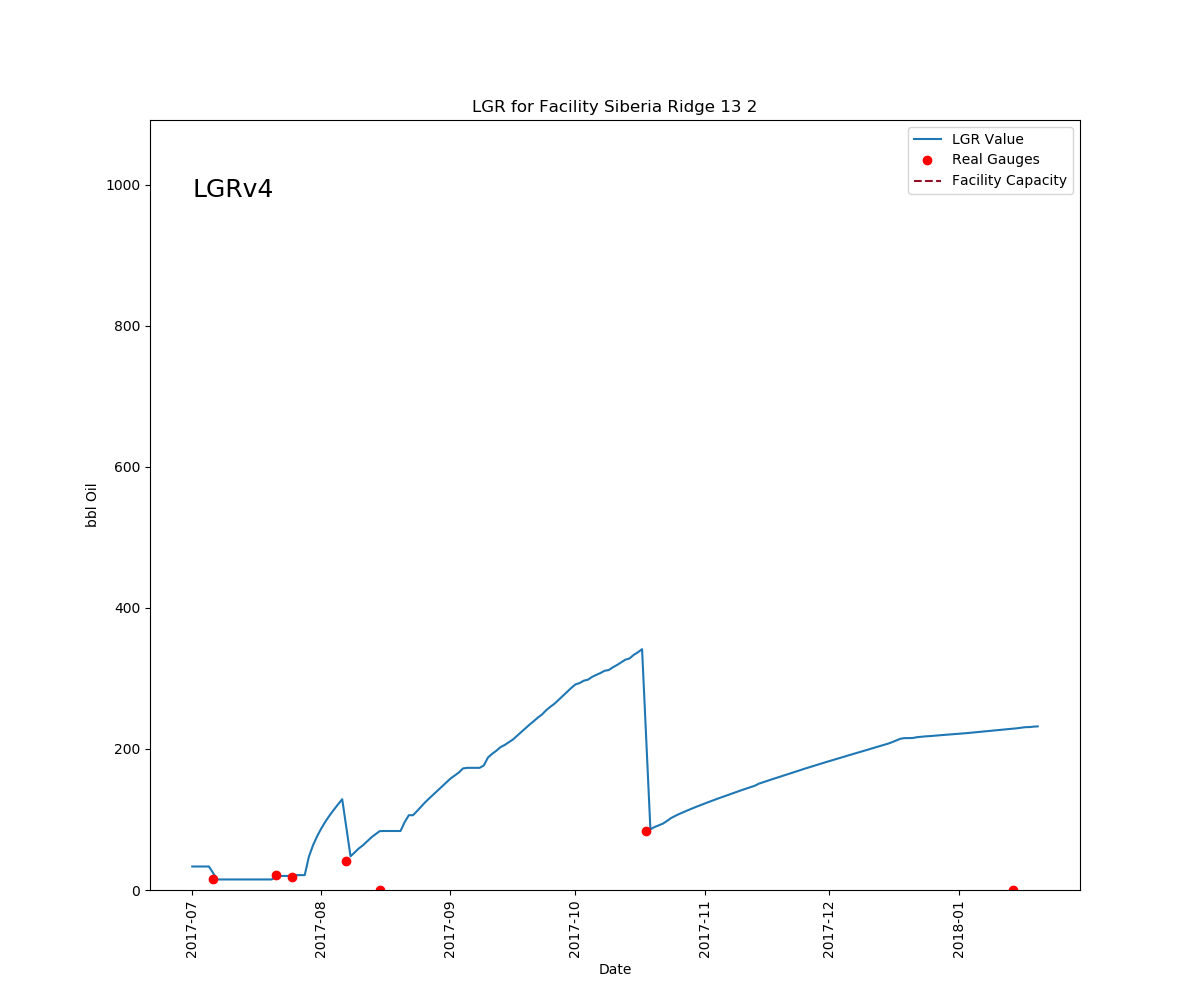 LGR for Facility Siberia Ridge 13 2
LGRv4
LGR Value
Real Gauges
Facility Capacity
1000
800
600
400
200
0
bbl Oil
2017-07
2017-08
2017-09
2017-10
2017-11
2017-12
2018-01
Date